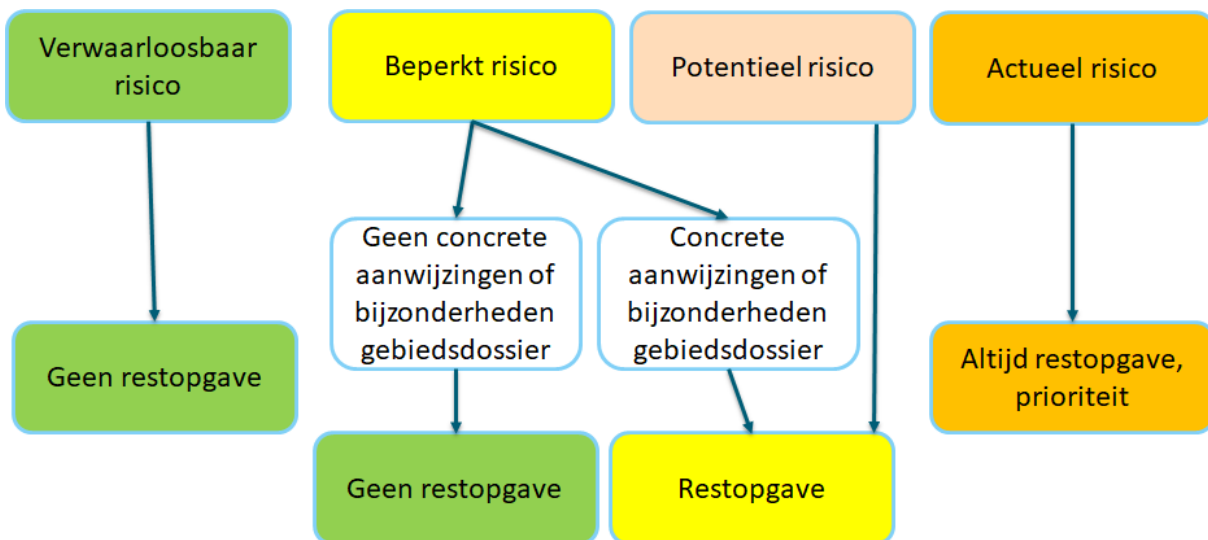 Verwaarloosbaar
risico
Beperkt risico
Potentieel risico
Actueel risico
Geen concrete
aanwijzingen of
bijzonderheden
gebiedsdossier
Concrete
aanwijzingen of
bijzonderheden
gebiedsdossier
Geen restopgave
Altijd restopgave,
prioriteit
Geen restopgave
Restopgave